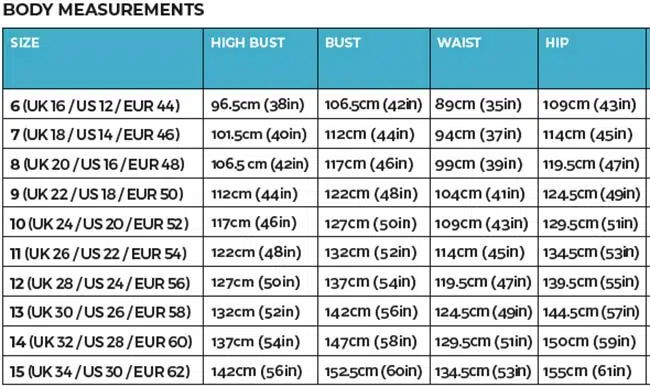 BODY MEASUREMENTS
SIZE HIGH BUST BUST WAIST HIP
6 (UK 16 / US 12 / EUR 44) 96.5cm (38in) 106.5cm (42in) 89cm (35in) 109cm (43in)
7 (UK 18 / US 14 / EUR 46) 101.5cm (40in) 112cm (44in) 94cm (37in) 114cm (45in)
8 (UK 20 / US 16 / EUR 48) 106.5 cm (42in) 117cm (46in) 99cm (39in) 119.5cm (47in)
9 (UK 22 / US 18 / EUR 50) 112cm (44in) 122cm (48in) 104cm (41in) 124.5cm (49in)
10 (UK 24 / US 20 / EUR 52) 117cm (46in) 127cm (50in) 109cm (43in) 129.5cm (51in)
11 (UK 26 / US 22 / EUR 54) 122cm (48in) 132cm (52in) 114cm (45in) 134.5cm (53in)
12 (UK 28 / US 24 / EUR 56) 127cm (50in) 137cm (54in) 119.5cm (47in) 139.5cm (55in)
13 (UK 30 / US 26 / EUR 58) 132cm (52in) 142cm (56in) 124.5cm (49in) 144.5cm (57in)
14 (UK 32 / US 28 / EUR 60) 137cm (54in) 147cm (58in) 129.5cm (51in) 150cm (59in)
15 (UK 34 / US 30 / EUR 62) 142cm (56in) 152.5cm (60in) 134.5cm (53in) 155cm (61in)